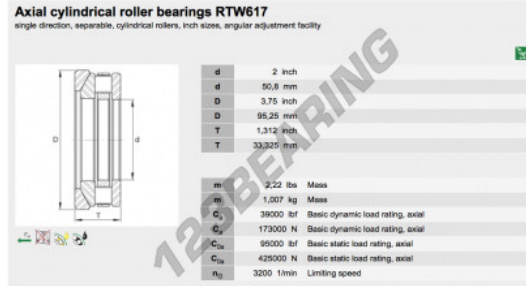 Axial cylindrical roller bearings RTW617
single direction, separable, cylindrical rollers, inch sizes, angular adjustment facility
d 2 inch
d 50,8 mm
D 3,75 inch
D 95,25 mm
T 1,312 inch
T 33,325 mm
D d
T
m 2,22 lbs Mass
m 1,007 kg Mass
Ca 39000 lbf Basic dynamic load rating, axial
Ca 173000 N Basic dynamic load rating, axial
C0a 95000 lbf Basic static load rating, axial
C0a 425000 N Basic static load rating, axial
nG 3200 1/min Limiting speed
123BEARING